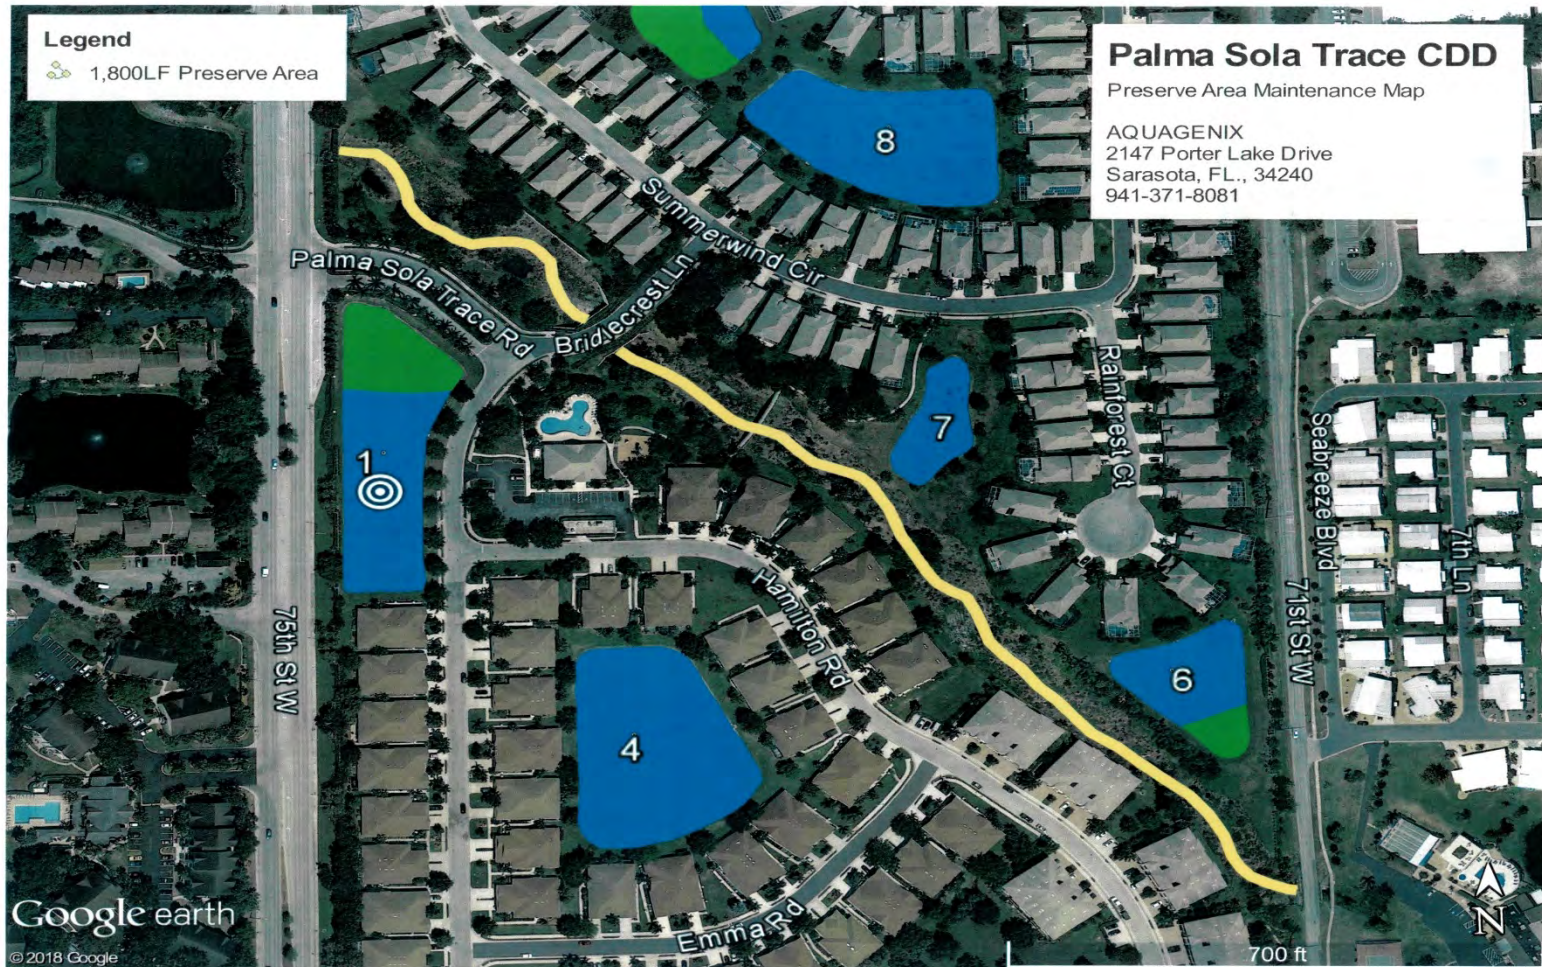 Legend
1,800LF Preserve Area
Palma Sola Trace CDD
Preserve Area Maintenance Map
AQUAGENIX
2147 Porter Lake Drive
Sarasota, FL., 34240
941-371-8081
8
Summerwind Cir
Palma Sola Trace Rd
Bridlecrest Ln
Rainforest Ct
7
1
Seabreeze Blvd
7th Ln
75th St W
Hamilton Rd
71st St W
6
4
Emma Rd
Google earth
© 2018 Google
N
700 ft